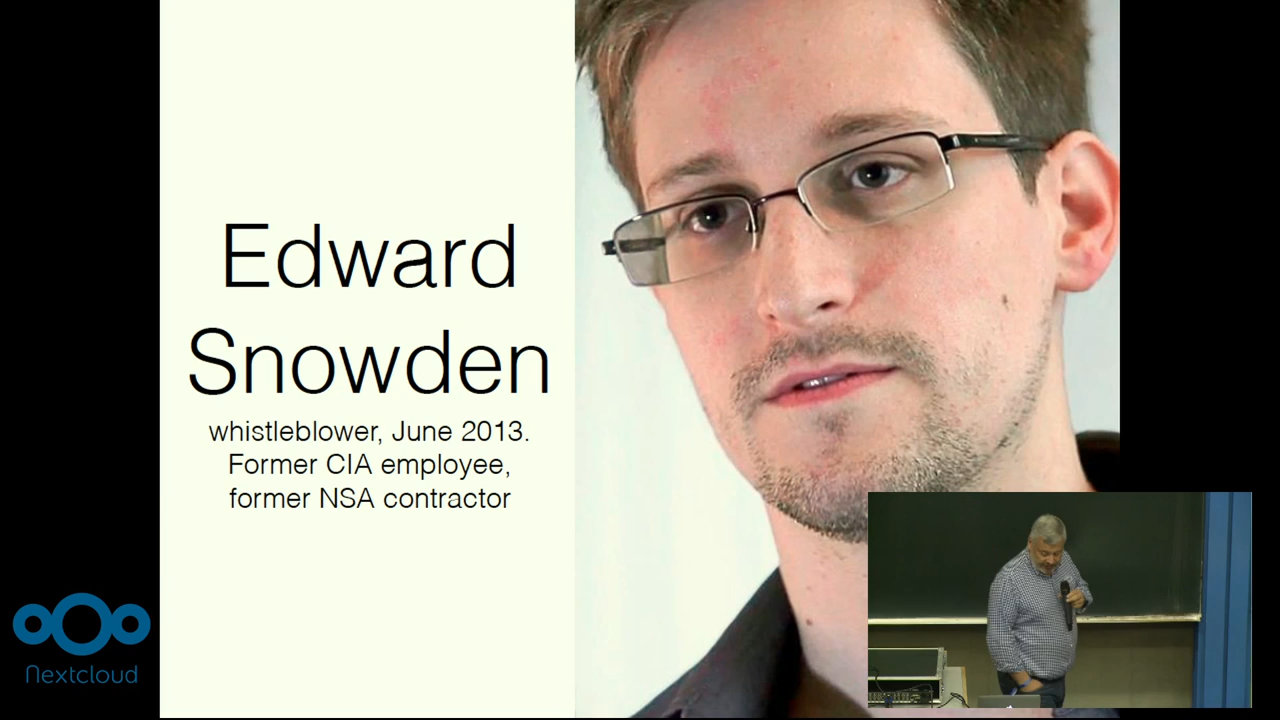 Edward
Snowden
whistleblower, June 2013.
Former CIA employee,
former NSA contractor
Nextcloud